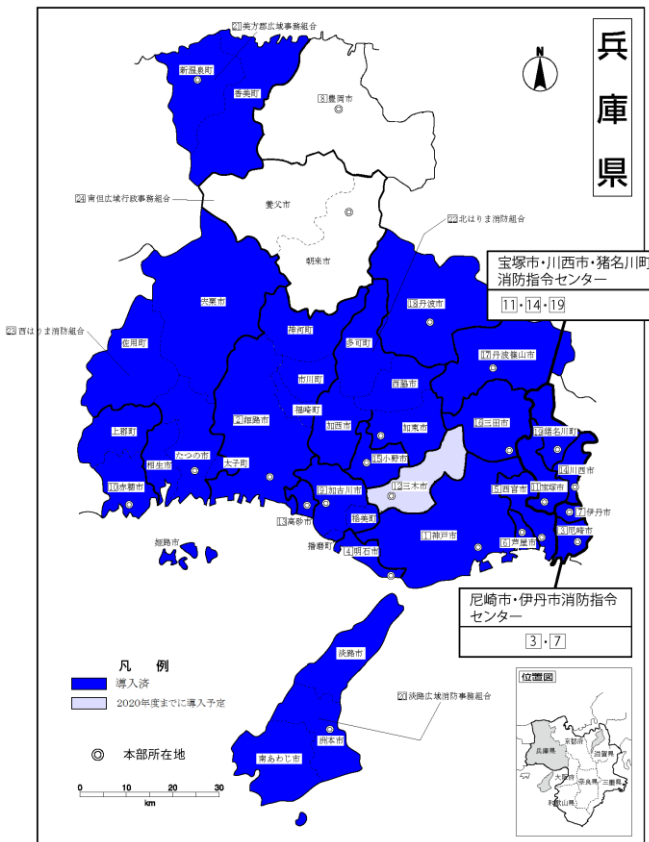 兵庫県
N
21美方郡広域事務組合
新温泉町
香美町
8豊岡市
24南但広域行政事務組合
養父市
朝来市
22北はりま消防組合
宝塚市・川西市・猪名川町
消防指令センター
11・14・19
18丹波市
宍粟市
23西はりま消防組合
佐用町
神河町
多可町
17丹波篠山市
市川町
西脇市
上郡町
2姫路市
福崎町
加西市
加東市
16三田市
19猪名川町
相生市
たつの市
太子町
15小野市
14川西市
10赤穂市
9加古川市
12三木市
5西宮市
11宝塚市
7伊丹市
13高砂市
稲美町
1神戸市
3尼崎市
姫路市
播磨町
4明石市
6芦屋市
尼崎市・伊丹市消防指令
センター
3・7
淡路市
凡 例
導入済
2020年度までに導入予定
20淡路広域消防事務組合
洲本市
本部所在地
南あわじ市
0 10 20 30
km
位置図
京都府
兵庫県
滋賀県
大阪府
奈良県
三重県
和歌山県